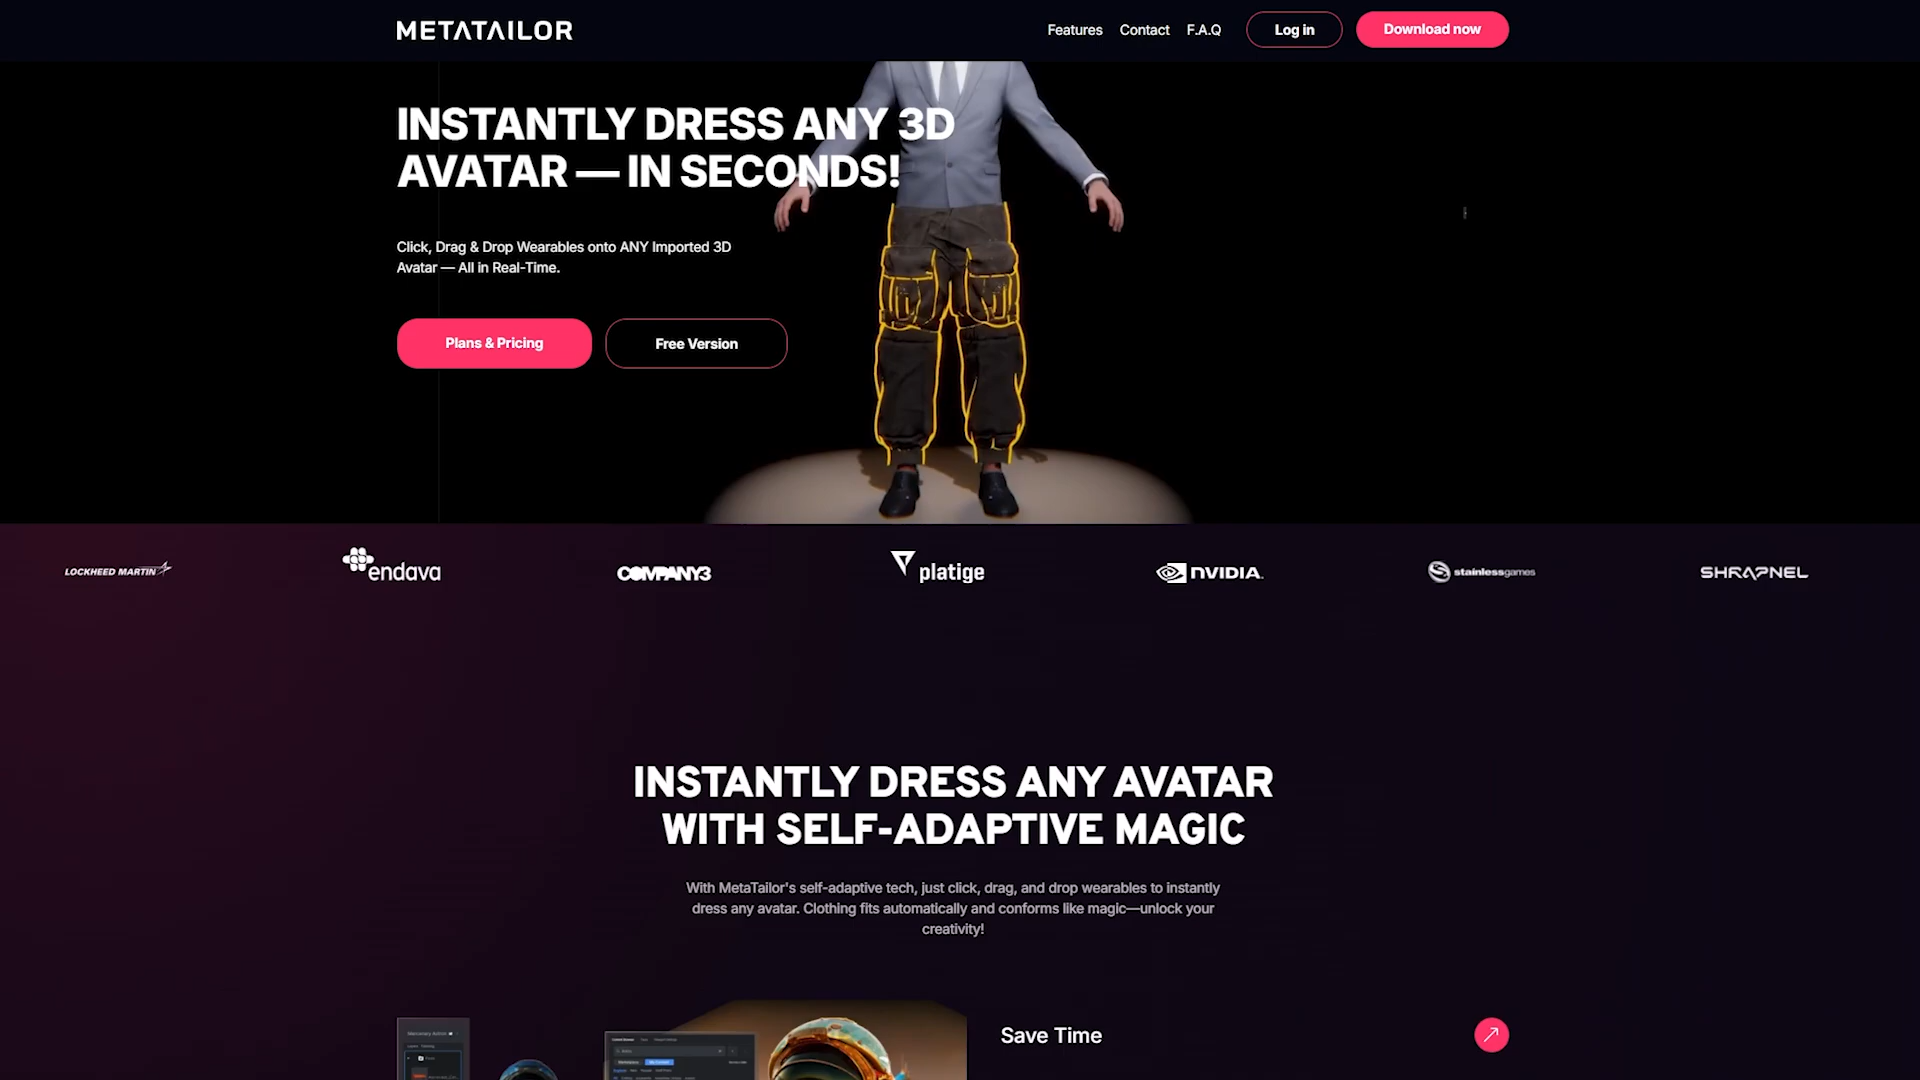 METATAILOR
Features
Contact
F.A.Q
Log in
Download now
INSTANTLY DRESS ANY 3D
AVATAR — IN SECONDS!
Click, Drag & Drop Wearables onto ANY Imported 3D
Avatar — All in Real-Time.
Plans & Pricing
Free Version
LOCKHEED MARTIN
endava
COMPANY3
platige
NVIDIA.
stainlessgames
SHRAPNEL
INSTANTLY DRESS ANY AVATAR
WITH SELF-ADAPTIVE MAGIC
With MetaTailor's self-adaptive tech, just click, drag, and drop wearables to instantly
dress any avatar. Clothing fits automatically and conforms like magic—unlock your
creativity!
Save Time